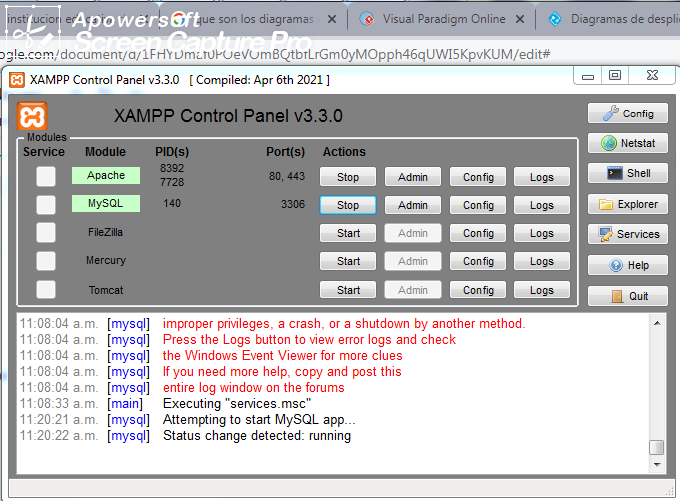 institucion educativa
que son los diagramas
Visual Paradigm Online
Diagramas de despli
Apowersoft
Screen Capture Pro
ogle.com/document/d/
XAMPP Control Panel v3.3.0 [ Compiled: Apr 6th 2021 ]
XAMPP Control Panel v3.3.0
Config
Modules
Service Module PID(s) Port(s) Actions
Netstat
Apache 8392 7728 80, 443 Stop Admin Config Logs
Shell
MySQL 140 3306 Stop Admin Config Logs
Explorer
FileZilla Start Admin Config Logs
Services
Mercury Start Admin Config Logs
Help
Tomcat Start Admin Config Logs
Quit
11:08:04 a.m. [mysql] improper privileges, a crash, or a shutdown by another method.
11:08:04 a.m. [mysql] Press the Logs button to view error logs and check
11:08:04 a.m. [mysql] the Windows Event Viewer for more clues
11:08:04 a.m. [mysql] If you need more help, copy and post this
11:08:04 a.m. [mysql] entire log window on the forums
11:08:33 a.m. [main] Executing "services.msc"
11:20:21 a.m. [mysql] Attempting to start MySQL app...
11:20:22 a.m. [mysql] Status change detected: running